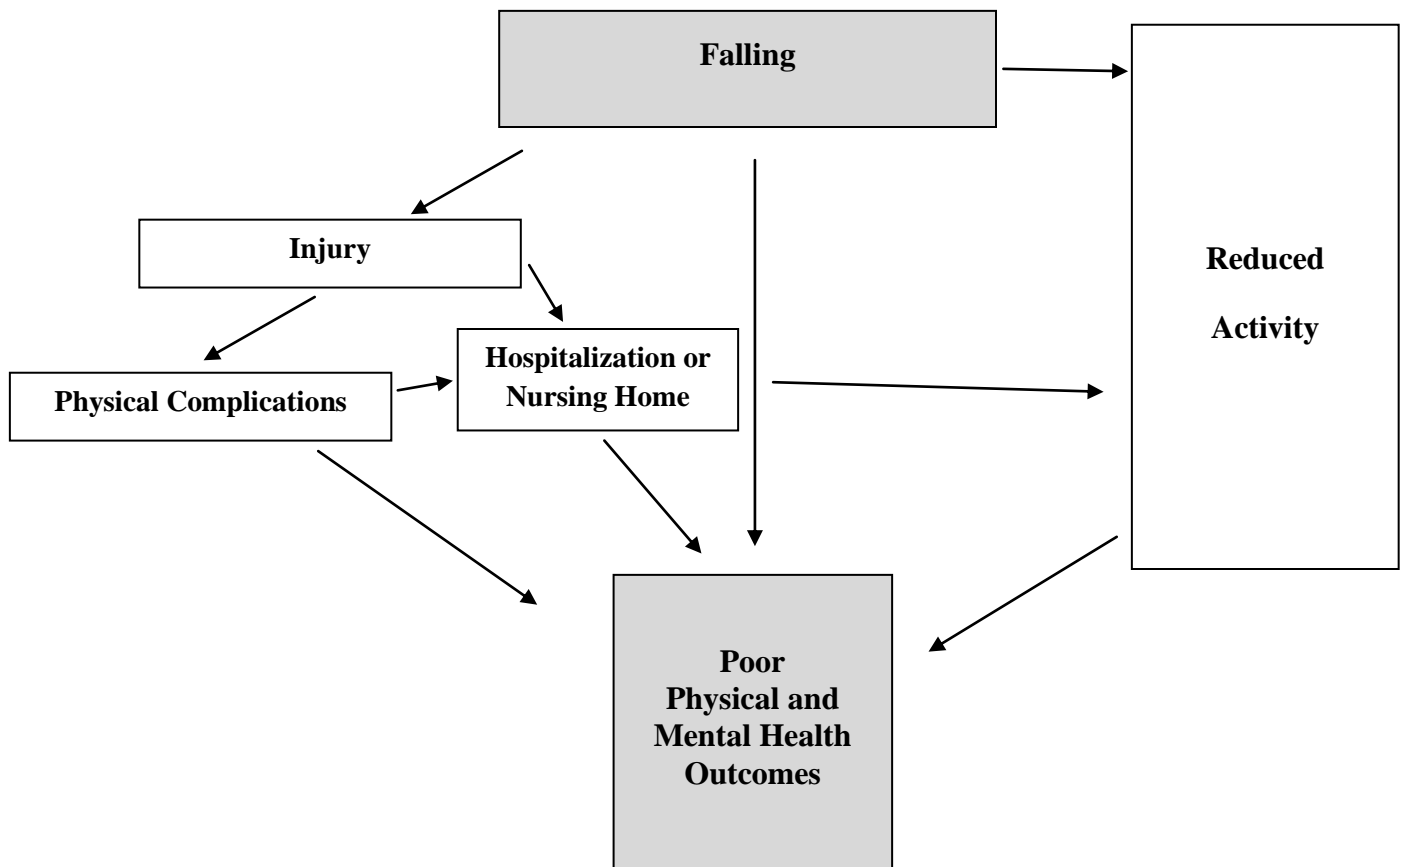 Falling
Injury
Reduced
Activity
Hospitalization or
Nursing Home
Physical Complications
Poor
Physical and
Mental Health
Outcomes